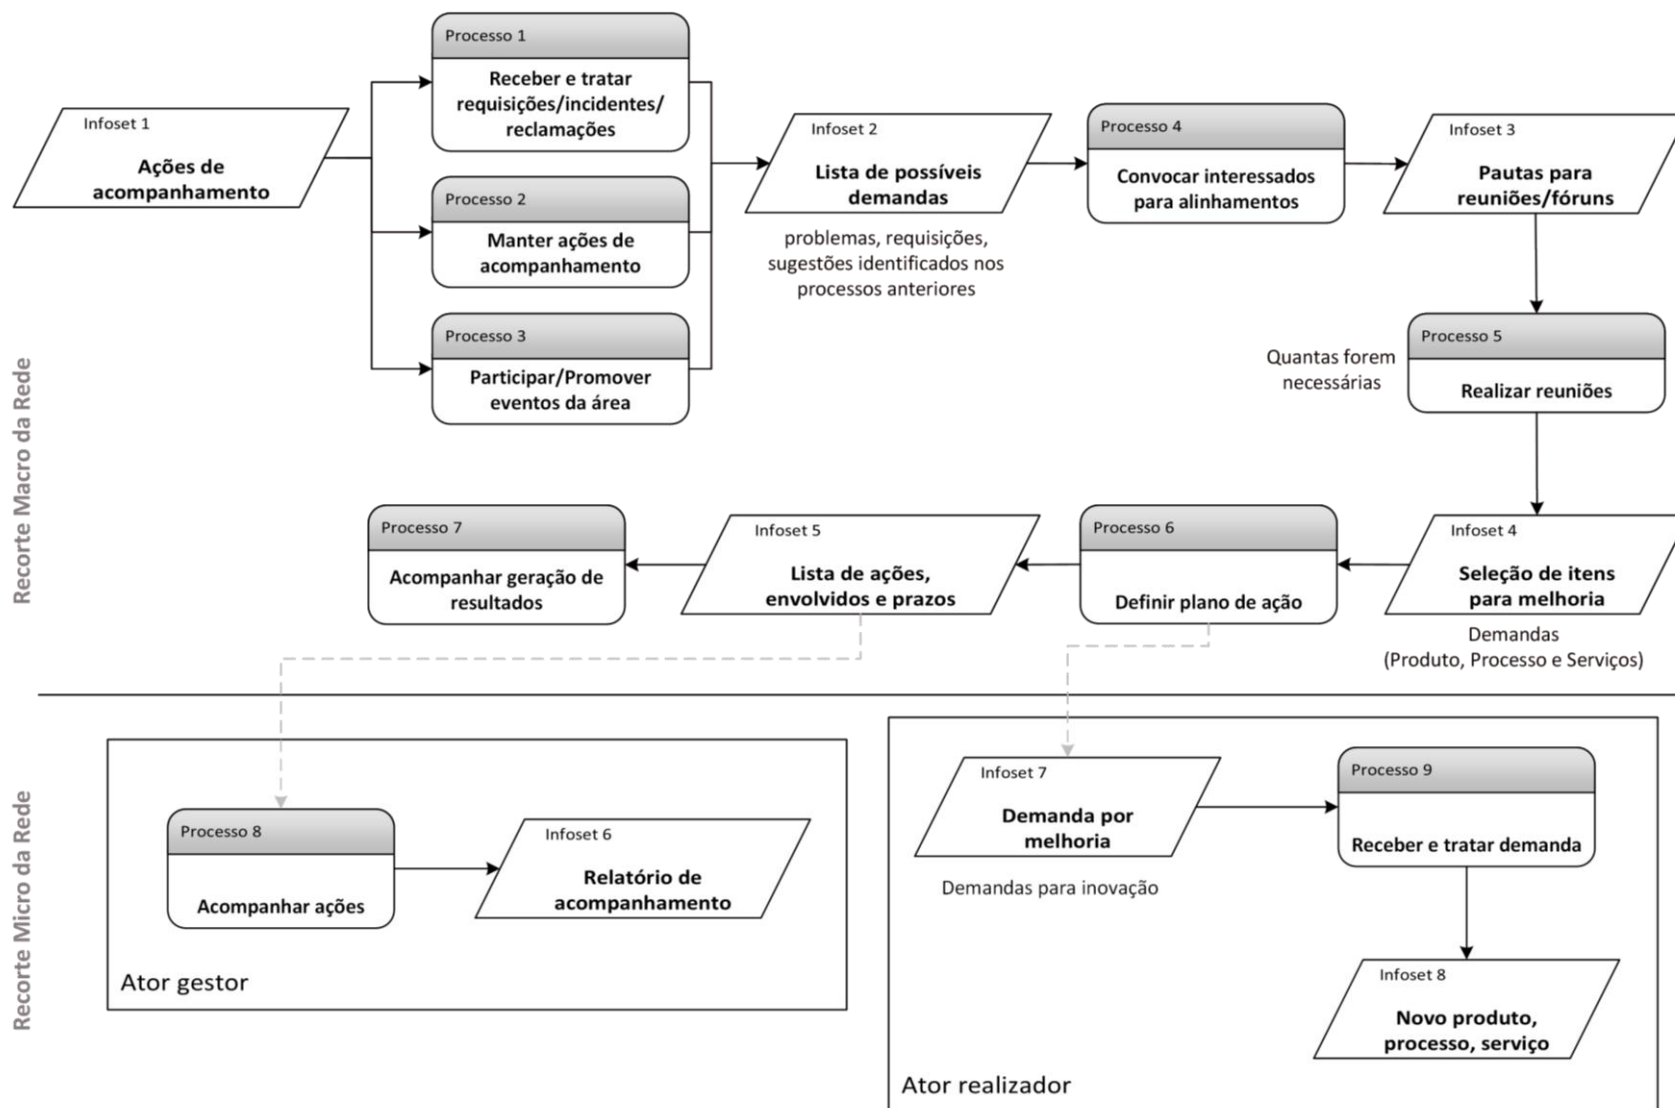 Recorte Macro da Rede
Infoset 1
Ações de
acompanhamento
Processo 1
Receber e tratar
requisições/incidentes/
reclamações
Processo 2
Manter ações de
acompanhamento
Processo 3
Participar/Promover
eventos da área
Infoset 2
Lista de possíveis
demandas
problemas, requisições,
sugestões identificados nos
processos anteriores
Processo 4
Convocar interessados
para alinhamentos
Infoset 3
Pautas para
reuniões/fóruns
Quantas forem
necessárias
Processo 5
Realizar reuniões
Infoset 4
Seleção de itens
para melhoria
Demandas
(Produto, Processo e Serviços)
Processo 6
Definir plano de ação
Infoset 5
Lista de ações,
envolvidos e prazos
Processo 7
Acompanhar geração de
resultados
Recorte Micro da Rede
Processo 8
Acompanhar ações
Infoset 6
Relatório de
acompanhamento
Ator gestor
Infoset 7
Demanda por
melhoria
Demandas para inovação
Processo 9
Receber e tratar demanda
Infoset 8
Novo produto,
processo, serviço
Ator realizador